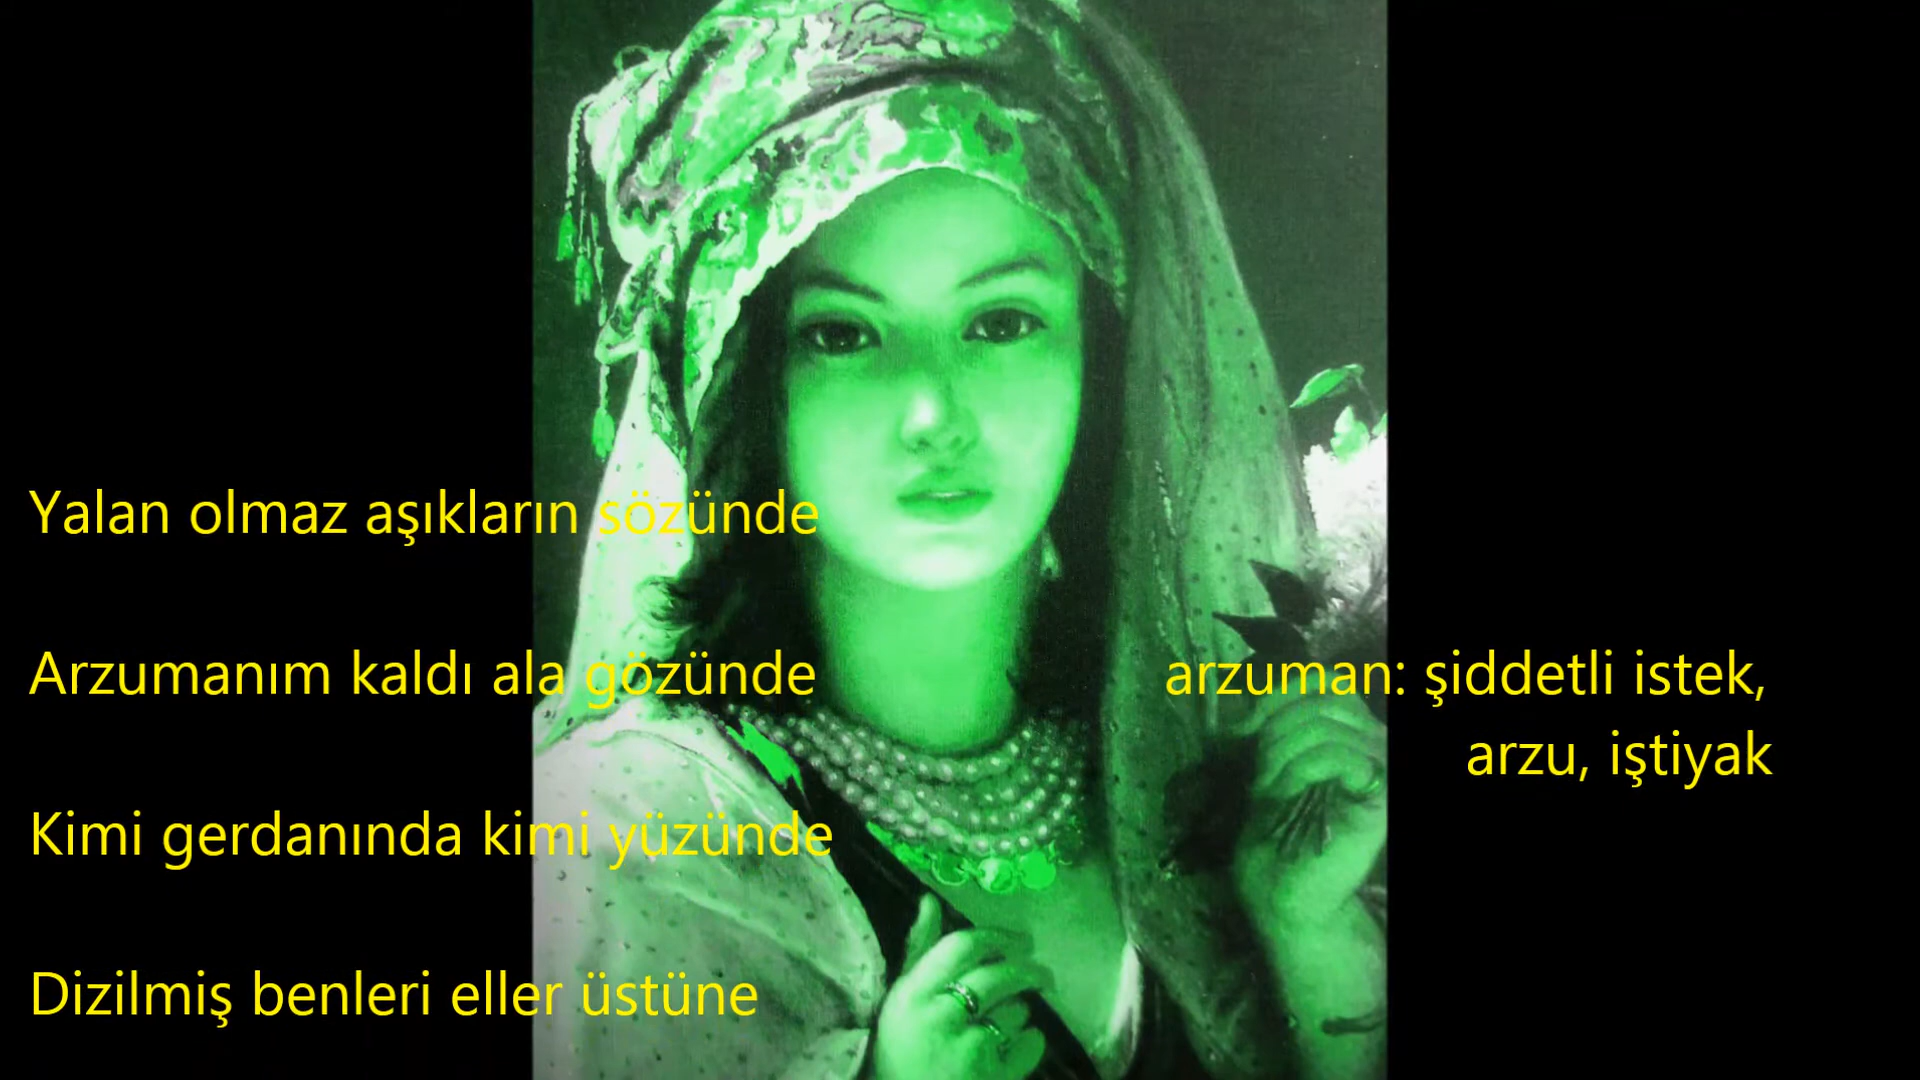 Yalan olmaz aşıkların sözünde
Arzumanım kaldı ala gözünde
arzuman: şiddetli istek,
arzu, iştiyak
Kimi gerdanında kimi yüzünde
Dizilmiş benleri eller üstüne